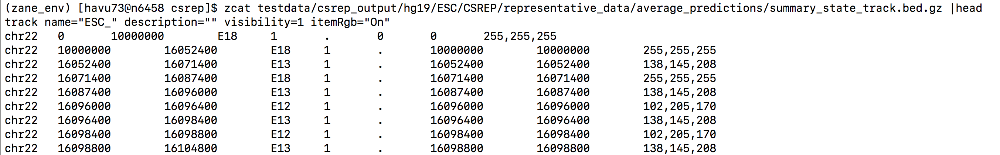 (zane_env) [havu73@n6458 csrep]$ zcat testdata/csrep_output/hg19/ESC/CSREP/representative_data/average_predictions/summary_state_track.bed.gz |head
track name="ESC_" description="" visibility=1 itemRgb="On"
chr22 0 10000000 E18 1 . 0 0 255,255,255
chr22 10000000 16052400 E18 1 . 10000000 10000000 255,255,255
chr22 16052400 16071400 E13 1 . 16052400 16052400 138,145,208
chr22 16071400 16087400 E18 1 . 16071400 16071400 255,255,255
chr22 16087400 16096000 E13 1 . 16087400 16087400 138,145,208
chr22 16096000 16096400 E12 1 . 16096000 16096000 102,205,170
chr22 16096400 16098400 E13 1 . 16096400 16096400 138,145,208
chr22 16098400 16098800 E12 1 . 16098400 16098400 102,205,170
chr22 16098800 16104800 E13 1 . 16098800 16098800 138,145,208